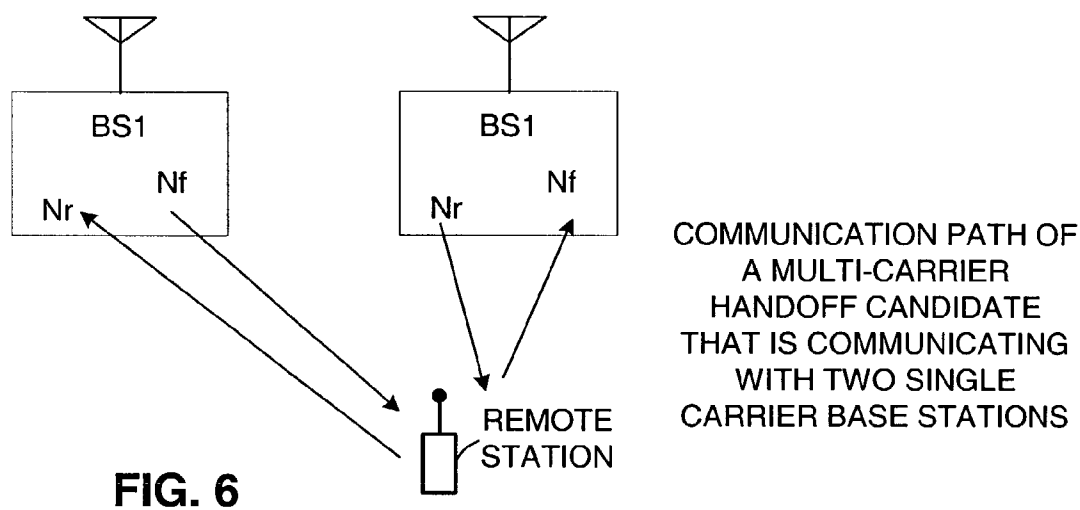 BS1
Nf
Nr
BS1
Nf
Nr
COMMUNICATION PATH OF
A MULTI-CARRIER
HANDOFF CANDIDATE
THAT IS COMMUNICATING
WITH TWO SINGLE
CARRIER BASE STATIONS
REMOTE
STATION
FIG. 6